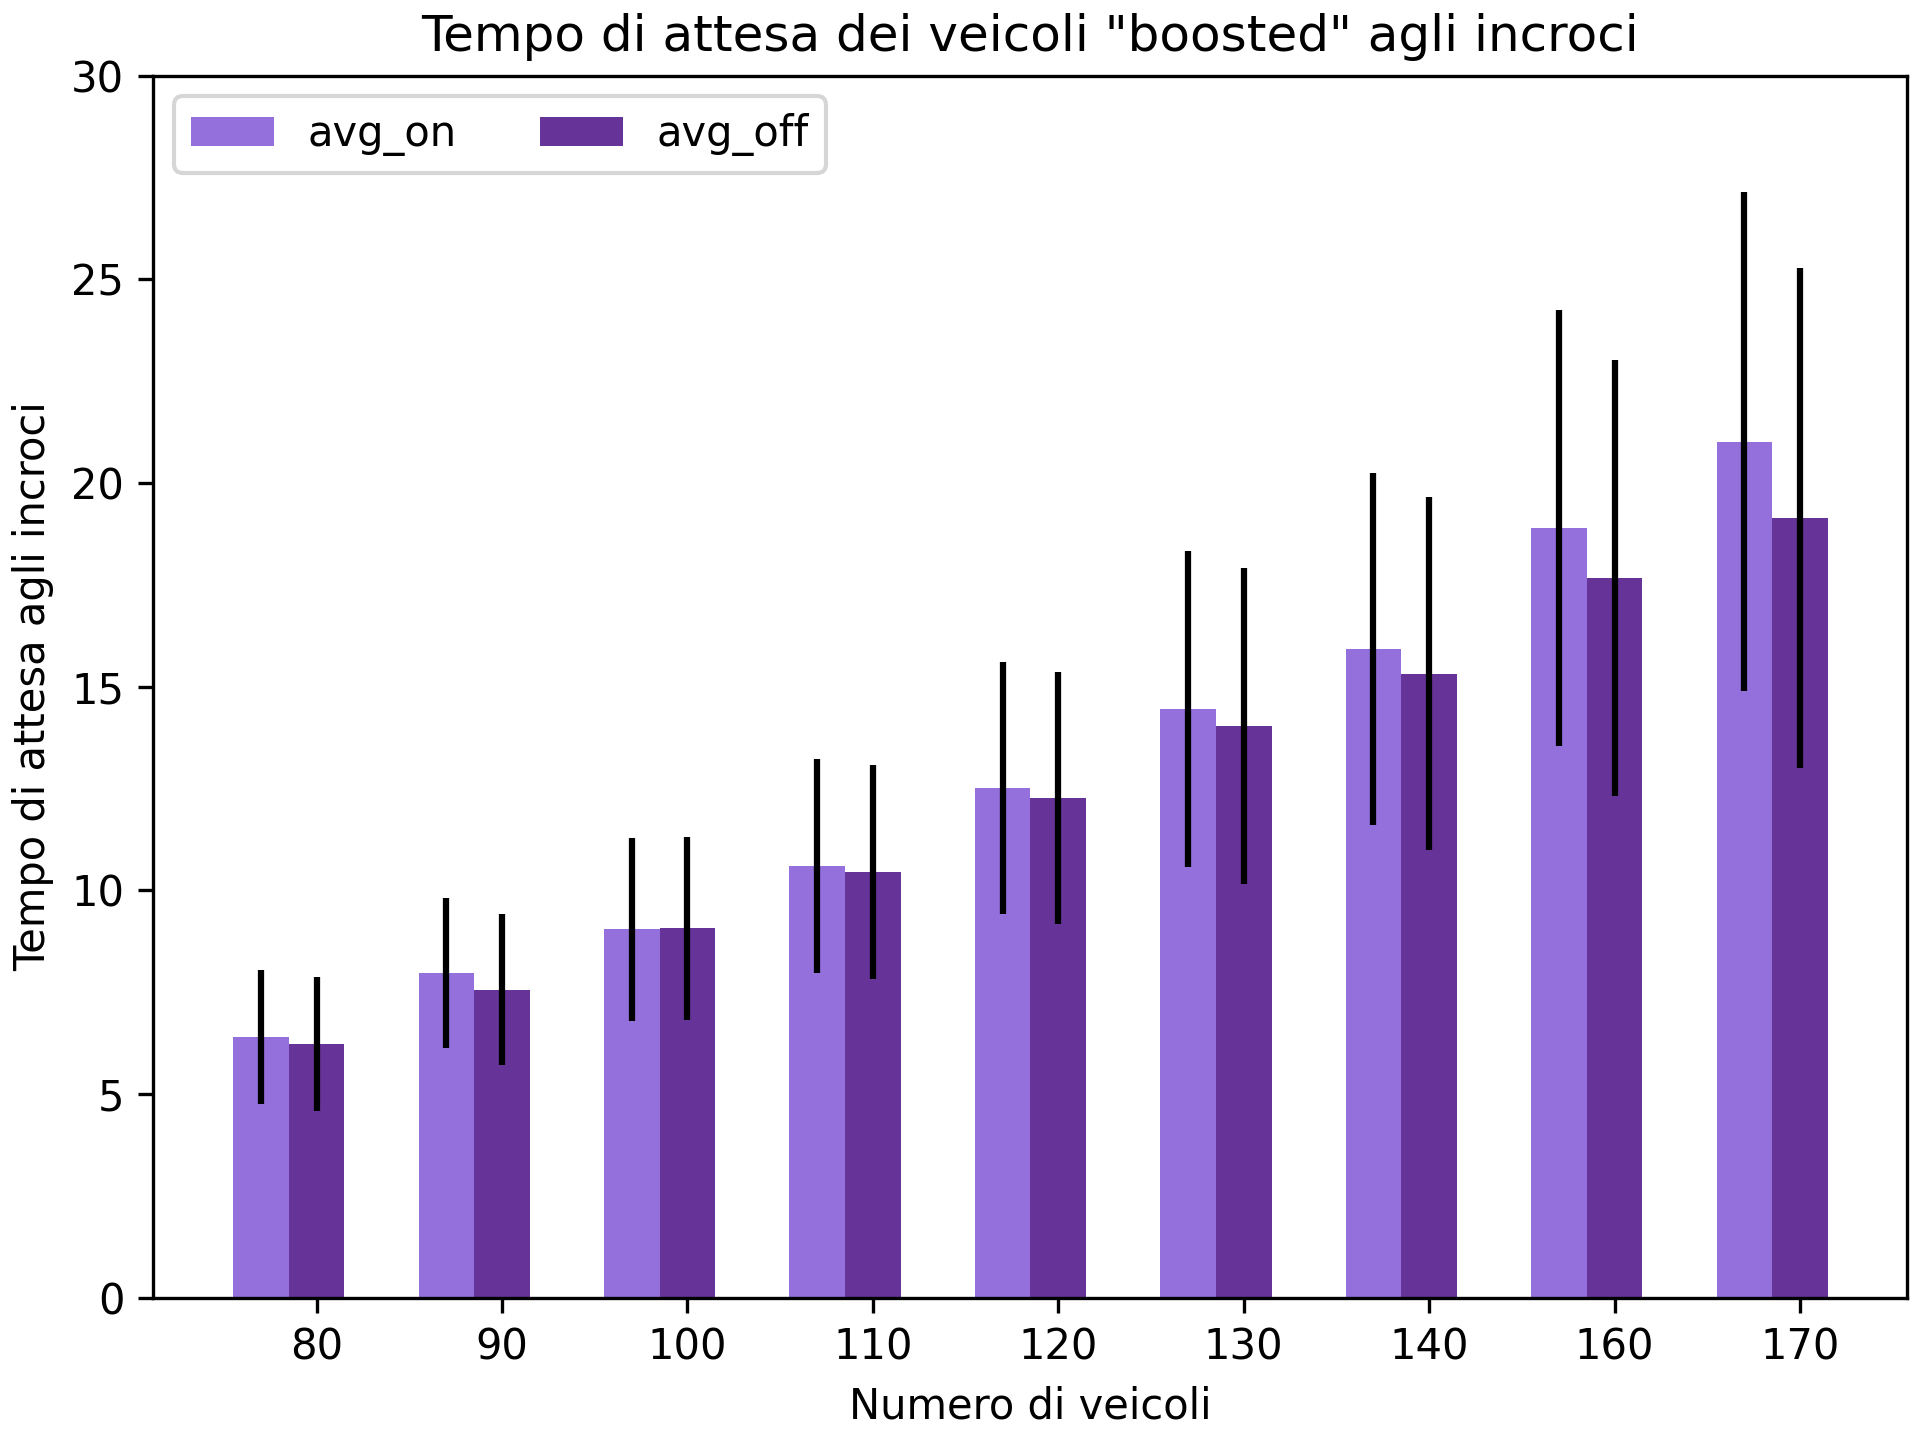 Tempo di attesa dei veicoli "boosted" agli incroci
30
avg_on avg_off
25
20
15
10
5
0
Tempo di attesa agli incroci
80 90 100 110 120 130 140 160 170
Numero di veicoli